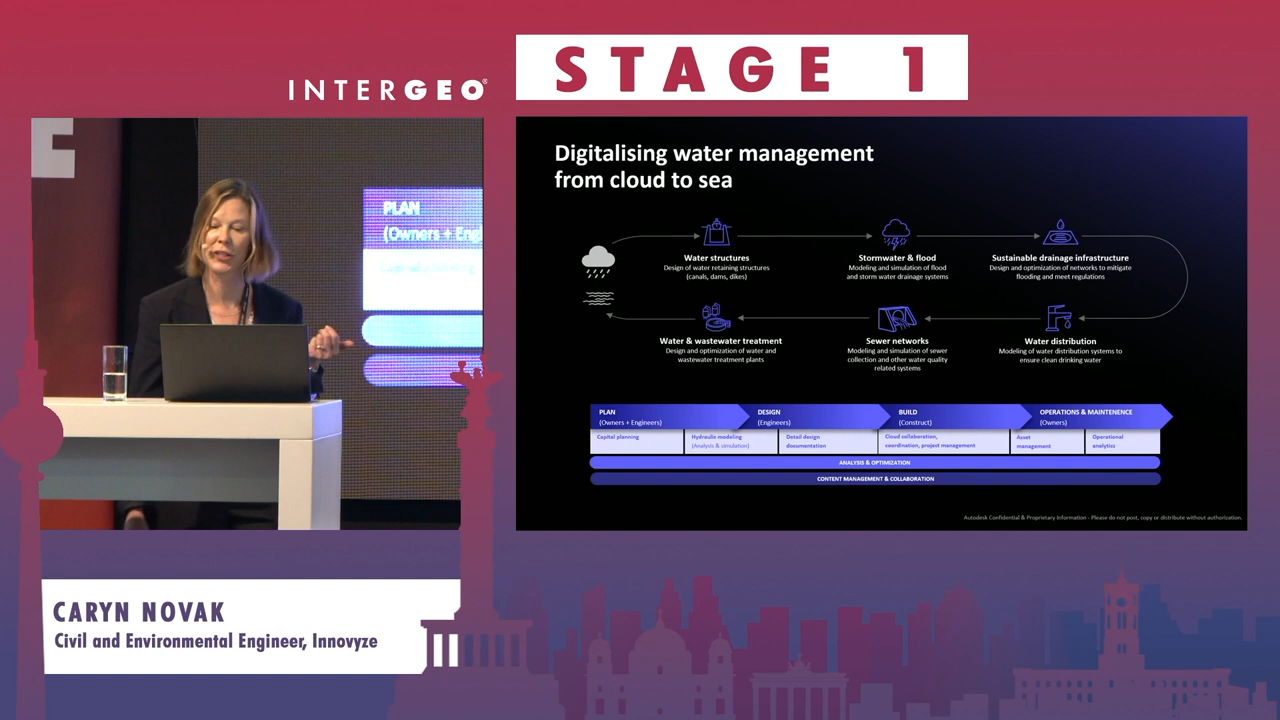 STAGE 1
INTERGEO®
PLAN
(Owners + Eng
Digitalising water management
from cloud to sea
Water structures
Design of water retaining structures
(canals, dams, dikes)
Stormwater & flood
Modeling and simulation of flood
and storm water drainage systems
Sustainable drainage infrastructure
Design and optimization of networks to mitigate
flooding and meet regulations
Water & wastewater treatment
Design and optimization of water and
wastewater treatment plants
Sewer networks
Modeling and simulation of sewer
collection and other water quality
related systems
Water distribution
Modeling of water distribution systems to
ensure clean drinking water
PLAN
(Owners + Engineers)
DESIGN
(Engineers)
BUILD
(Construct)
OPERATIONS & MAINTENENCE
(Owners)
Capital planning
Hydraulic modeling
(Analysis & simulation)
Detail design
documentation
Cloud collaboration,
coordination, project management
Asset
management
Operational
analytics
ANALYSIS & OPTIMIZATION
CONTENT MANAGEMENT & COLLABORATION
Autodesk Confidential & Proprietary Information - Please do not post, copy or distribute without authorization.
CARYN NOVAK
Civil and Environmental Engineer, Innovyze